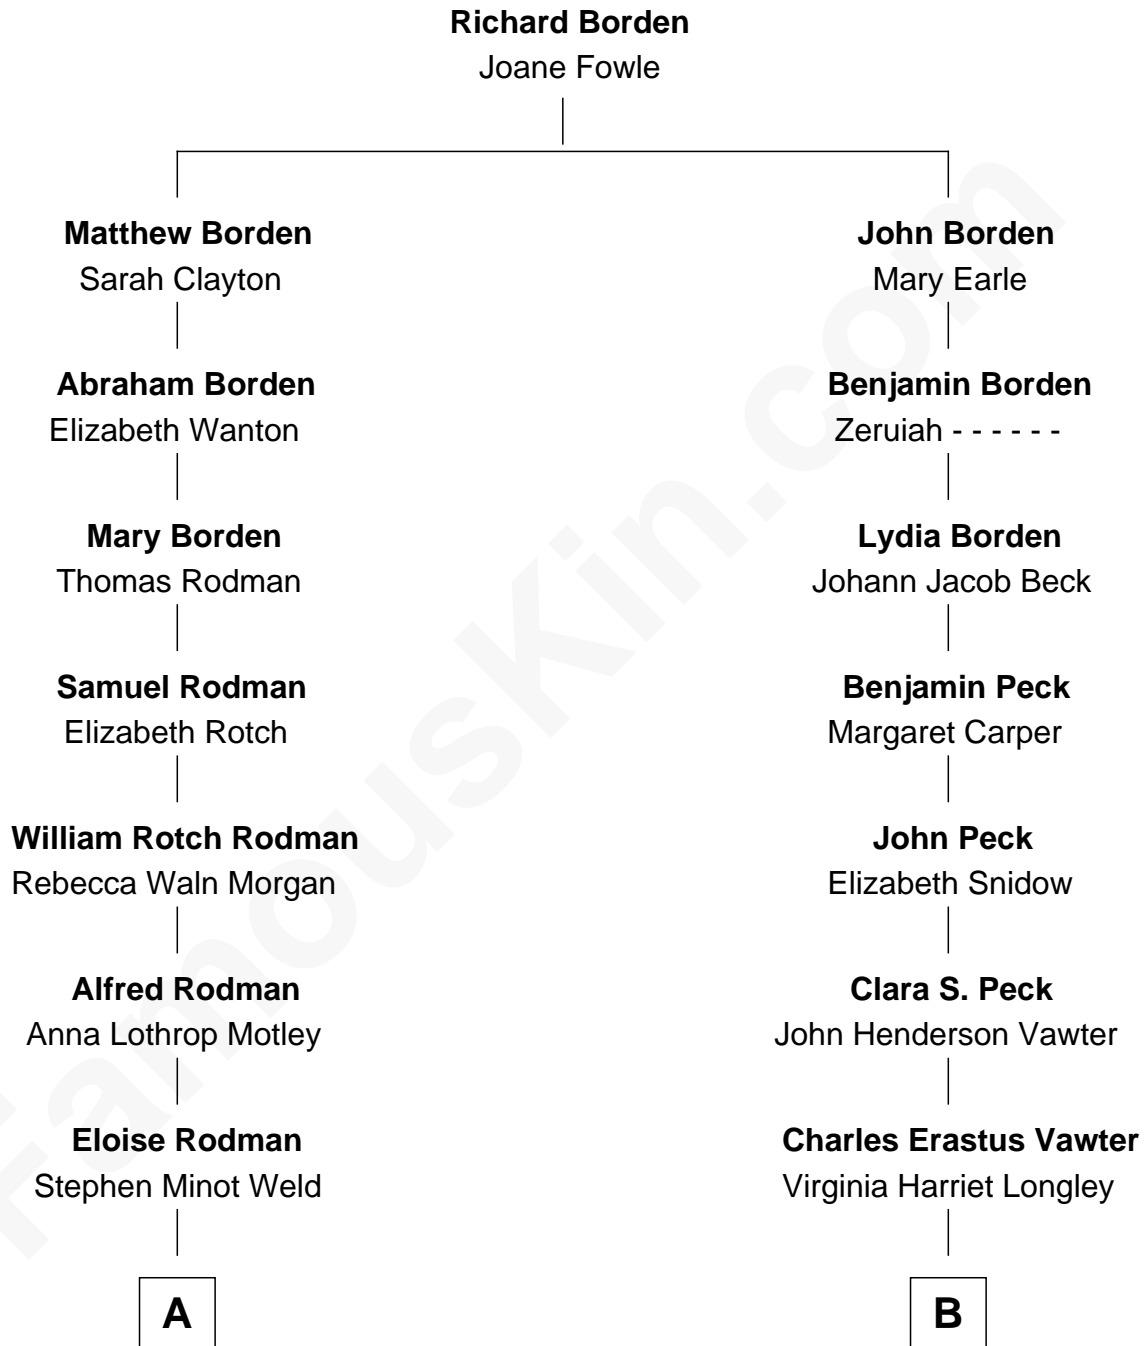 Richard Borden
Joane Fowle
Matthew Borden
Sarah Clayton
John Borden
Mary Earle
Abraham Borden
Elizabeth Wanton
Benjamin Borden
Zeruiah - - - - - -
Mary Borden
Thomas Rodman
Lydia Borden
Johann Jacob Beck
Samuel Rodman
Elizabeth Rotch
Benjamin Peck
Margaret Carper
William Rotch Rodman
Rebecca Waln Morgan
John Peck
Elizabeth Snidow
Alfred Rodman
Anna Lothrop Motley
Clara S. Peck
John Henderson Vawter
Eloise Rodman
Stephen Minot Weld
Charles Erastus Vawter
Virginia Harriet Longley
A
B
FamousKin.com